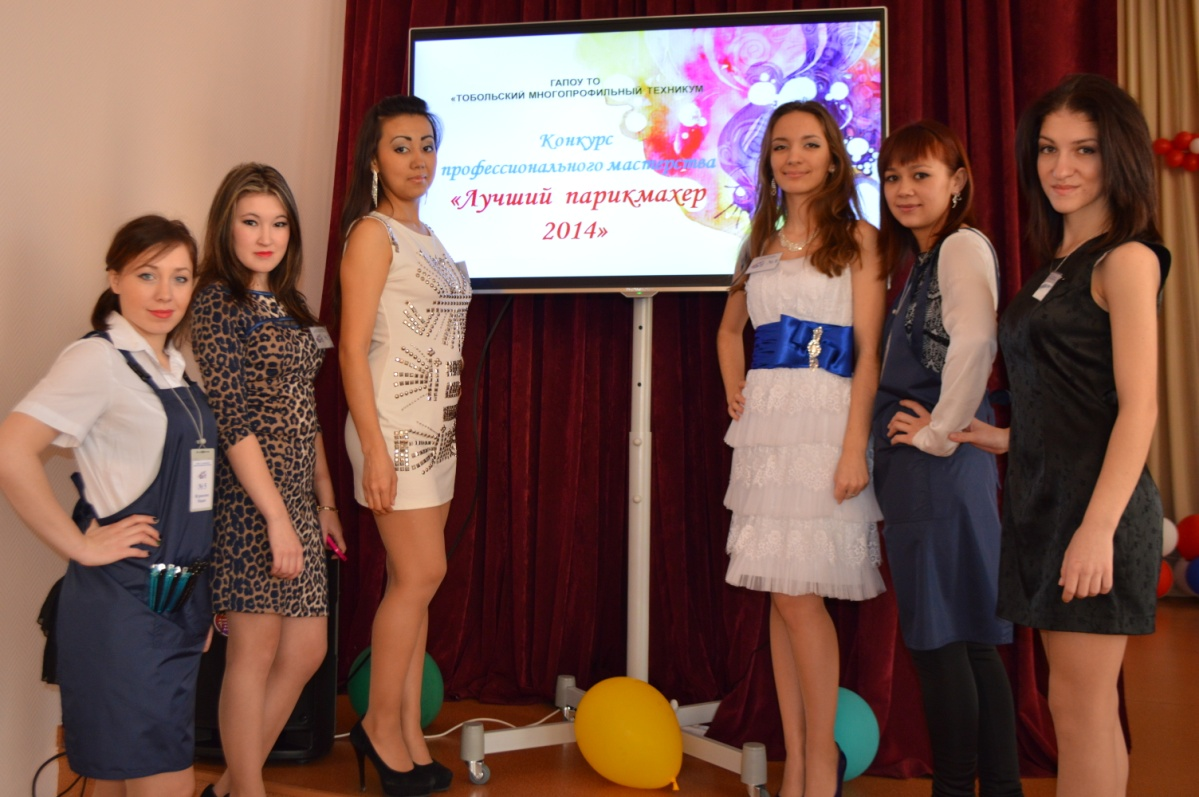 ГАПОУ ТО
«ТОБОЛЬСКИЙ МНОГОПРОФИЛЬНЫЙ ТЕХНИКУМ
Конкурс
профессионального мастерства
«Лучший парикмахер
2014»